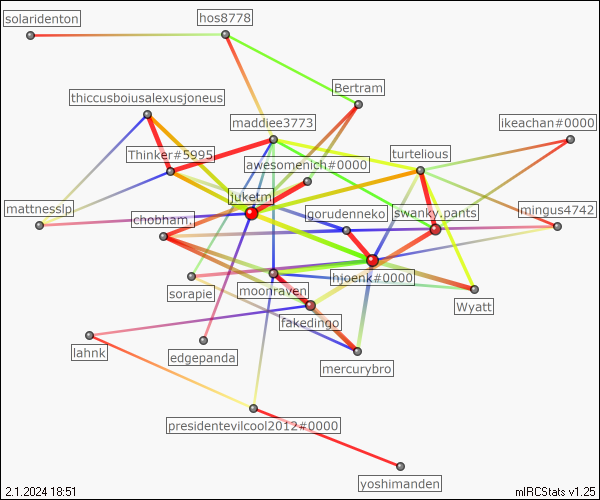 solaridenton
hos8778
Bertram
thiccusboiusalexusjoneus
maddiee3773
ikeachan#0000
Thinker#5995
awesomenich#0000
turtelious
juketm
mattnesslp
chobham,
gorudenneko
swanky.pants
mingus4742
sorapie
moonraven
hioenk#0000
Wyatt
fakedingo
lahnk
edgepanda
mercurybro
presidentevilcool2012#0000
yoshimanden
2.1.2024 18:51
mIRCStats v1.25